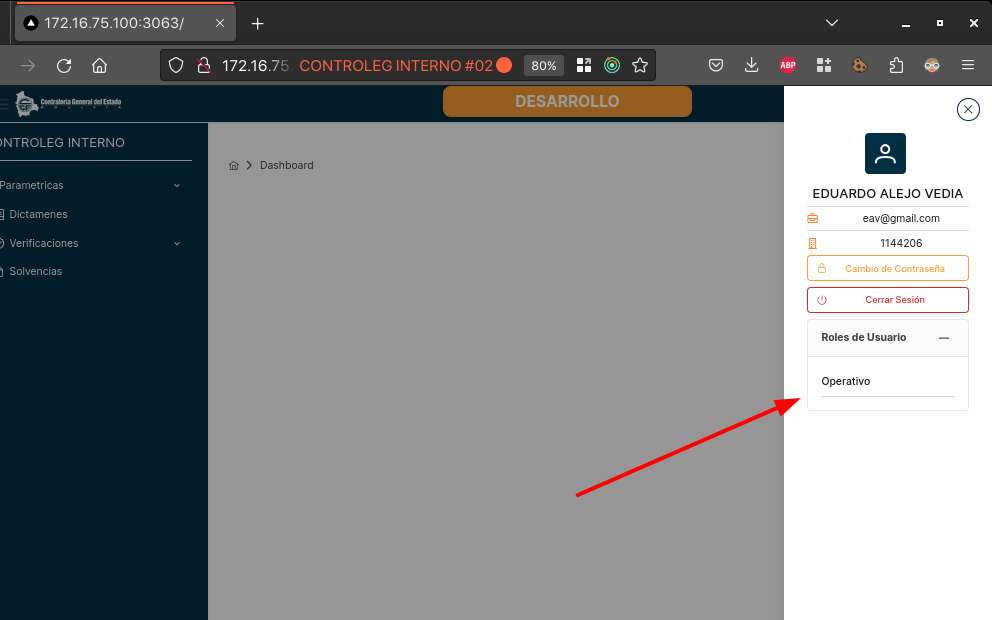 172.16.75.100:3063/
172.16.75. CONTROLEG INTERNO #02 80% ABP
Contraloría General del Estado
DESARROLLO
ONTROLEG INTERNO
Parametricas
Dictamenes
Verificaciones
Solvencias
Dashboard
EDUARDO ALEJO VEDIA
eav@gmail.com
1144206
Cambio de Contraseña
Cerrar Sesión
Roles de Usuario
Operativo